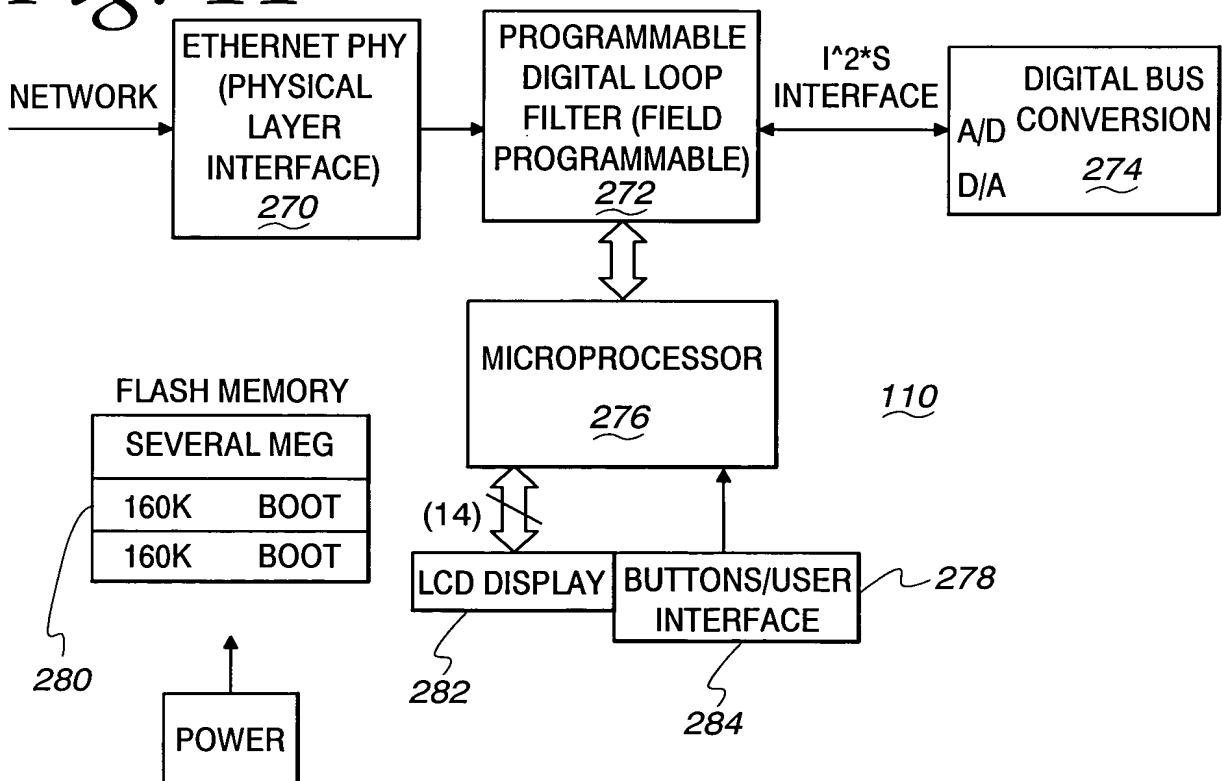 ETHERNET PHY
(PHYSICAL
LAYER
INTERFACE)
270
NETWORK
PROGRAMMABLE
DIGITAL LOOP
FILTER (FIELD
PROGRAMMABLE)
272
I^2*S
INTERFACE
DIGITAL BUS
CONVERSION
A/D
D/A
274
MICROPROCESSOR
276
110
FLASH MEMORY
SEVERAL MEG
160K BOOT
160K BOOT
280
(14)
LCD DISPLAY
282
BUTTONS/USER
INTERFACE
278
284
POWER